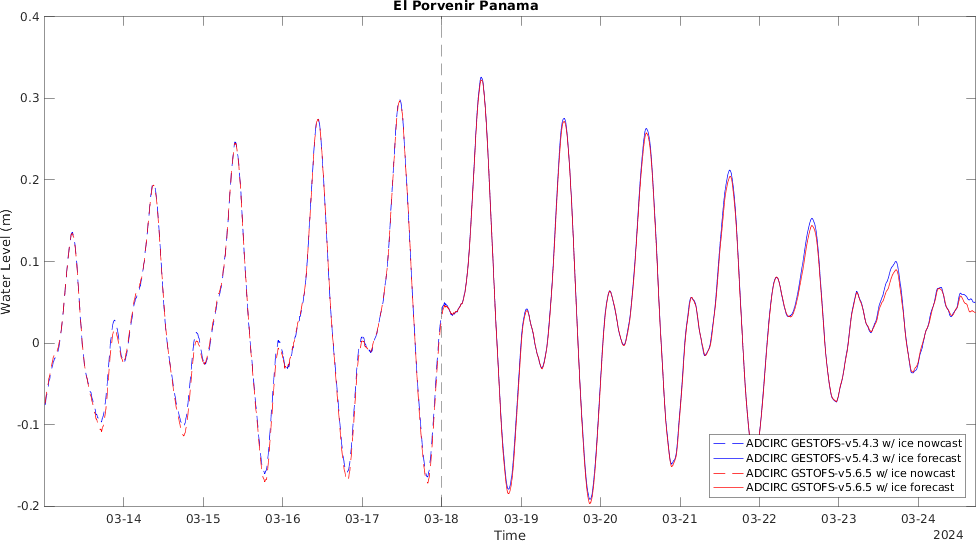 El Porvenir Panama
0.4
0.3
0.2
0.1
0
-0.1
-0.2
Water Level (m)
ADCIRC GESTOFS-v5.4.3 w/ ice nowcast
ADCIRC GESTOFS-v5.4.3 w/ ice forecast
ADCIRC GSTOFS-v5.6.5 w/ ice nowcast
ADCIRC GSTOFS-v5.6.5 w/ ice forecast
03-14 03-15 03-16 03-17 03-18 03-19 03-20 03-21 03-22 03-23 03-24
Time
2024